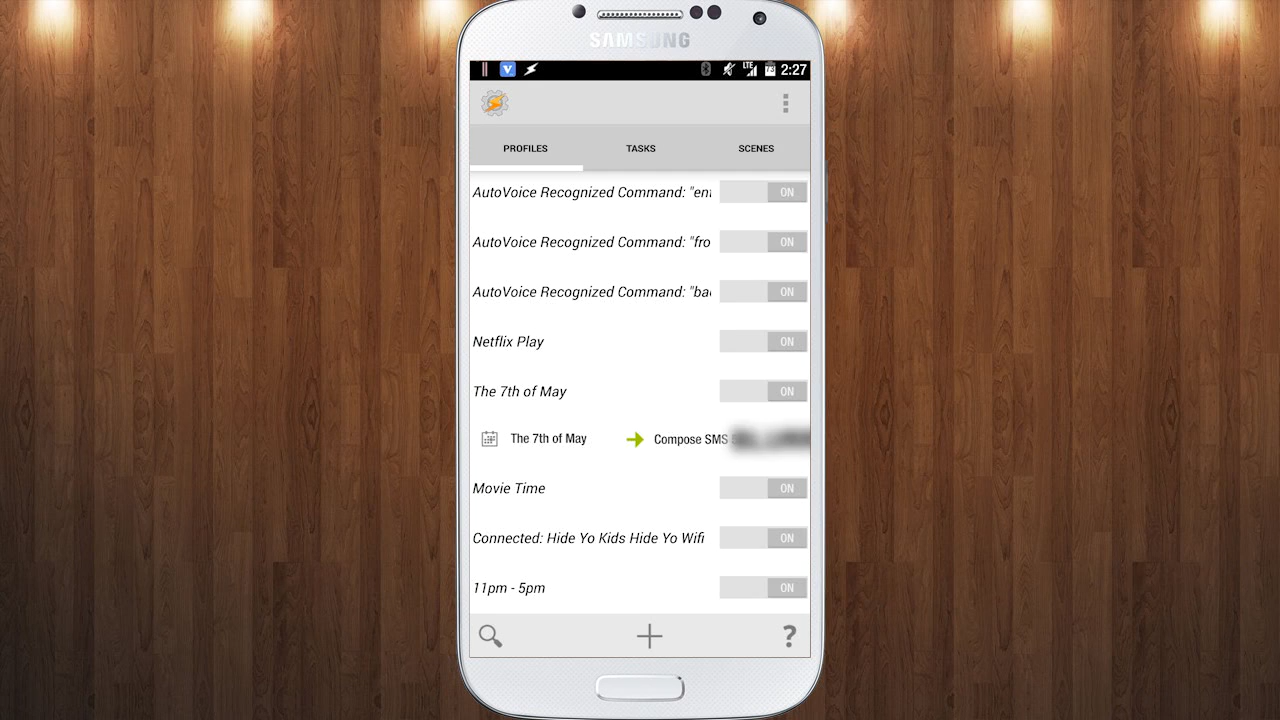 SAMSUNG
LTE 73 2:27
PROFILES TASKS SCENES
AutoVoice Recognized Command: "en ON
AutoVoice Recognized Command: "fro ON
AutoVoice Recognized Command: "ba ON
Netflix Play ON
The 7th of May ON
The 7th of May Compose SMS
Movie Time ON
Connected: Hide Yo Kids Hide Yo Wifi ON
11pm - 5pm ON
?